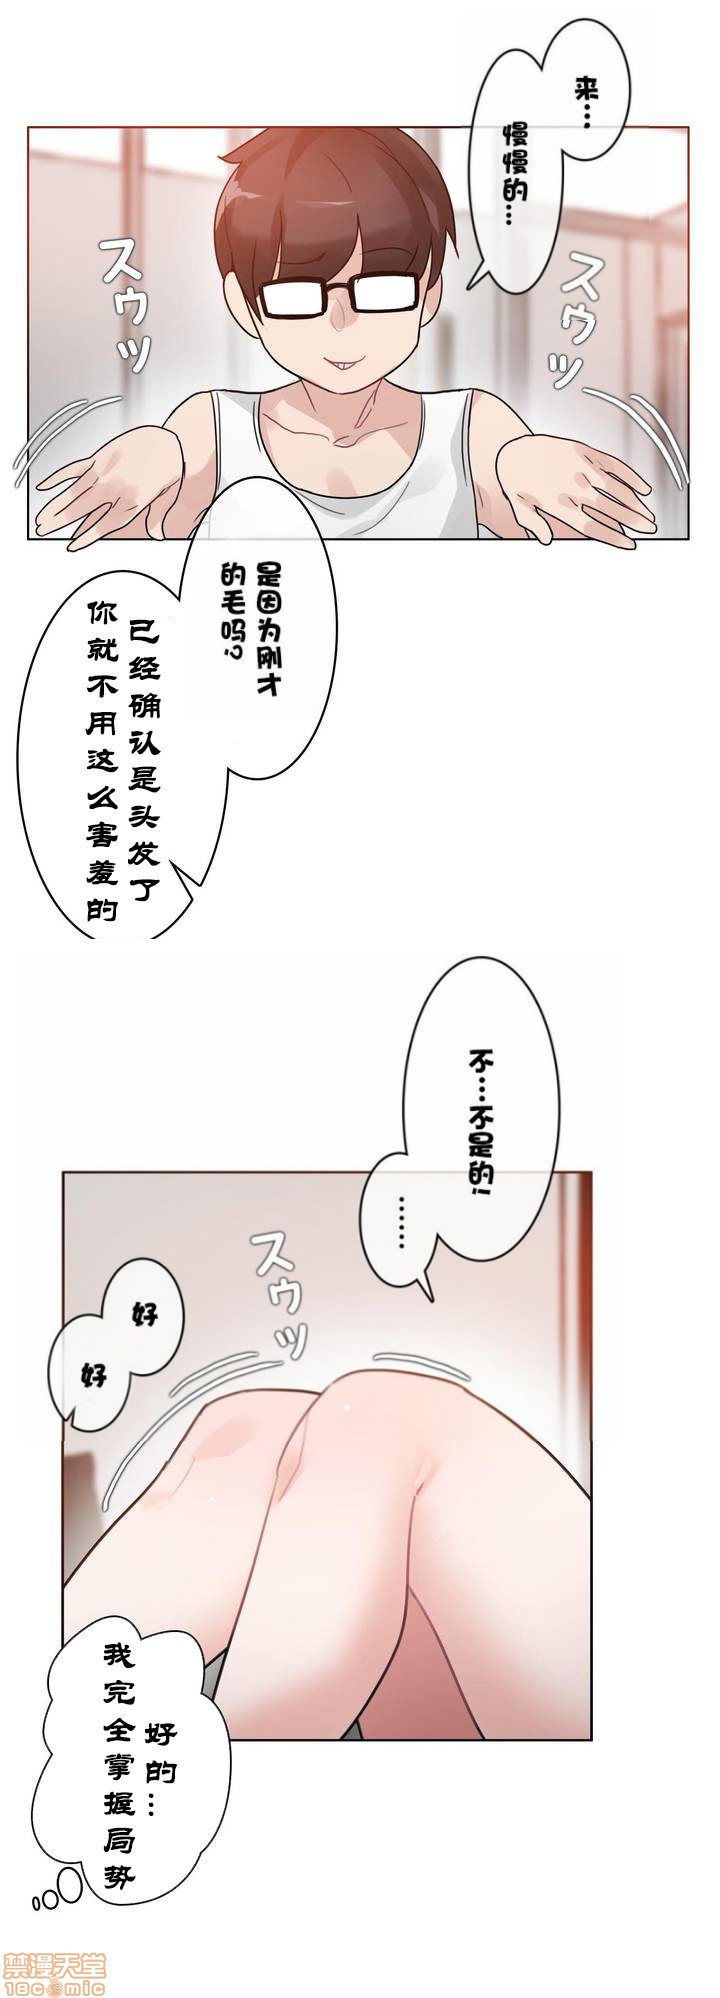 来…
慢慢的…
スウッ
スウッ
是因为刚才
的毛吗?
已经确认是头发了
你就不用这么害羞的
不…不是的!
……
スウッ
好
好
好的…
我完全掌握局势
禁漫天堂
18comic